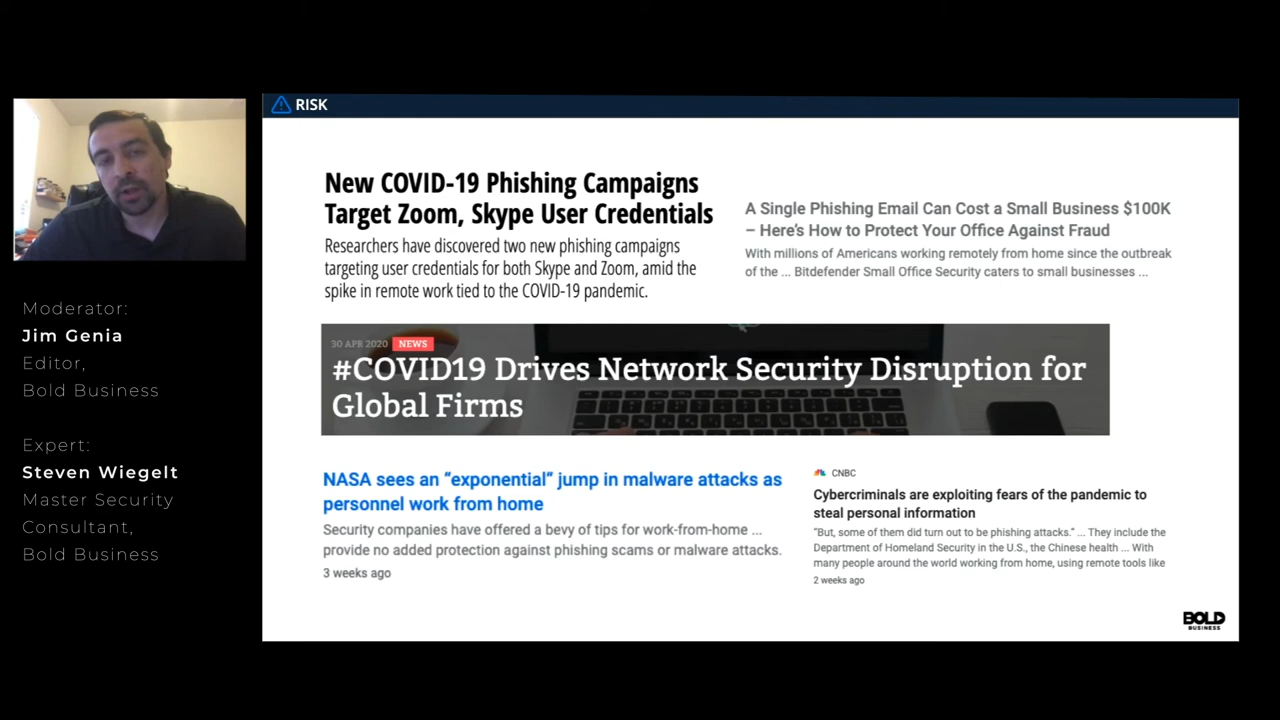 RISK
New COVID-19 Phishing Campaigns
Target Zoom, Skype User Credentials
Researchers have discovered two new phishing campaigns
targeting user credentials for both Skype and Zoom, amid the
spike in remote work tied to the COVID-19 pandemic.
A Single Phishing Email Can Cost a Small Business $100K
– Here's How to Protect Your Office Against Fraud
With millions of Americans working remotely from home since the outbreak
of the ... Bitdefender Small Office Security caters to small businesses ...
30 APR 2020 NEWS
#COVID19 Drives Network Security Disruption for
Global Firms
NASA sees an “exponential” jump in malware attacks as
personnel work from home
Security companies have offered a bevy of tips for work-from-home ...
provide no added protection against phishing scams or malware attacks.
3 weeks ago
CNBC
Cybercriminals are exploiting fears of the pandemic to
steal personal information
“But, some of them did turn out to be phishing attacks.” ... They include the
Department of Homeland Security in the U.S., the Chinese health ... With
many people around the world working from home, using remote tools like
2 weeks ago
Moderator:
Jim Genia
Editor,
Bold Business
Expert:
Steven Wiegelt
Master Security
Consultant,
Bold Business
BOLD
BUSINESS